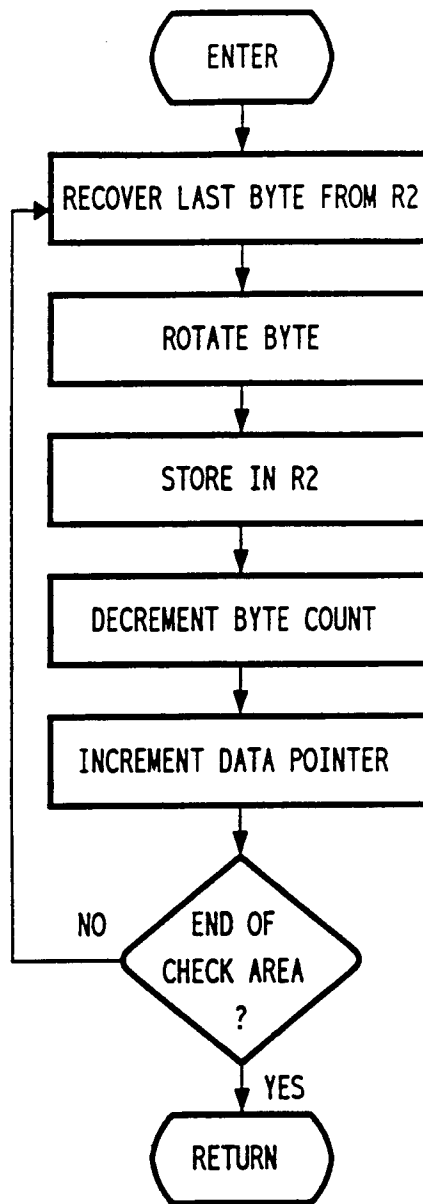 ENTER
RECOVER LAST BYTE FROM R2
ROTATE BYTE
STORE IN R2
DECREMENT BYTE COUNT
INCREMENT DATA POINTER
NO
END OF
CHECK AREA
?
YES
RETURN